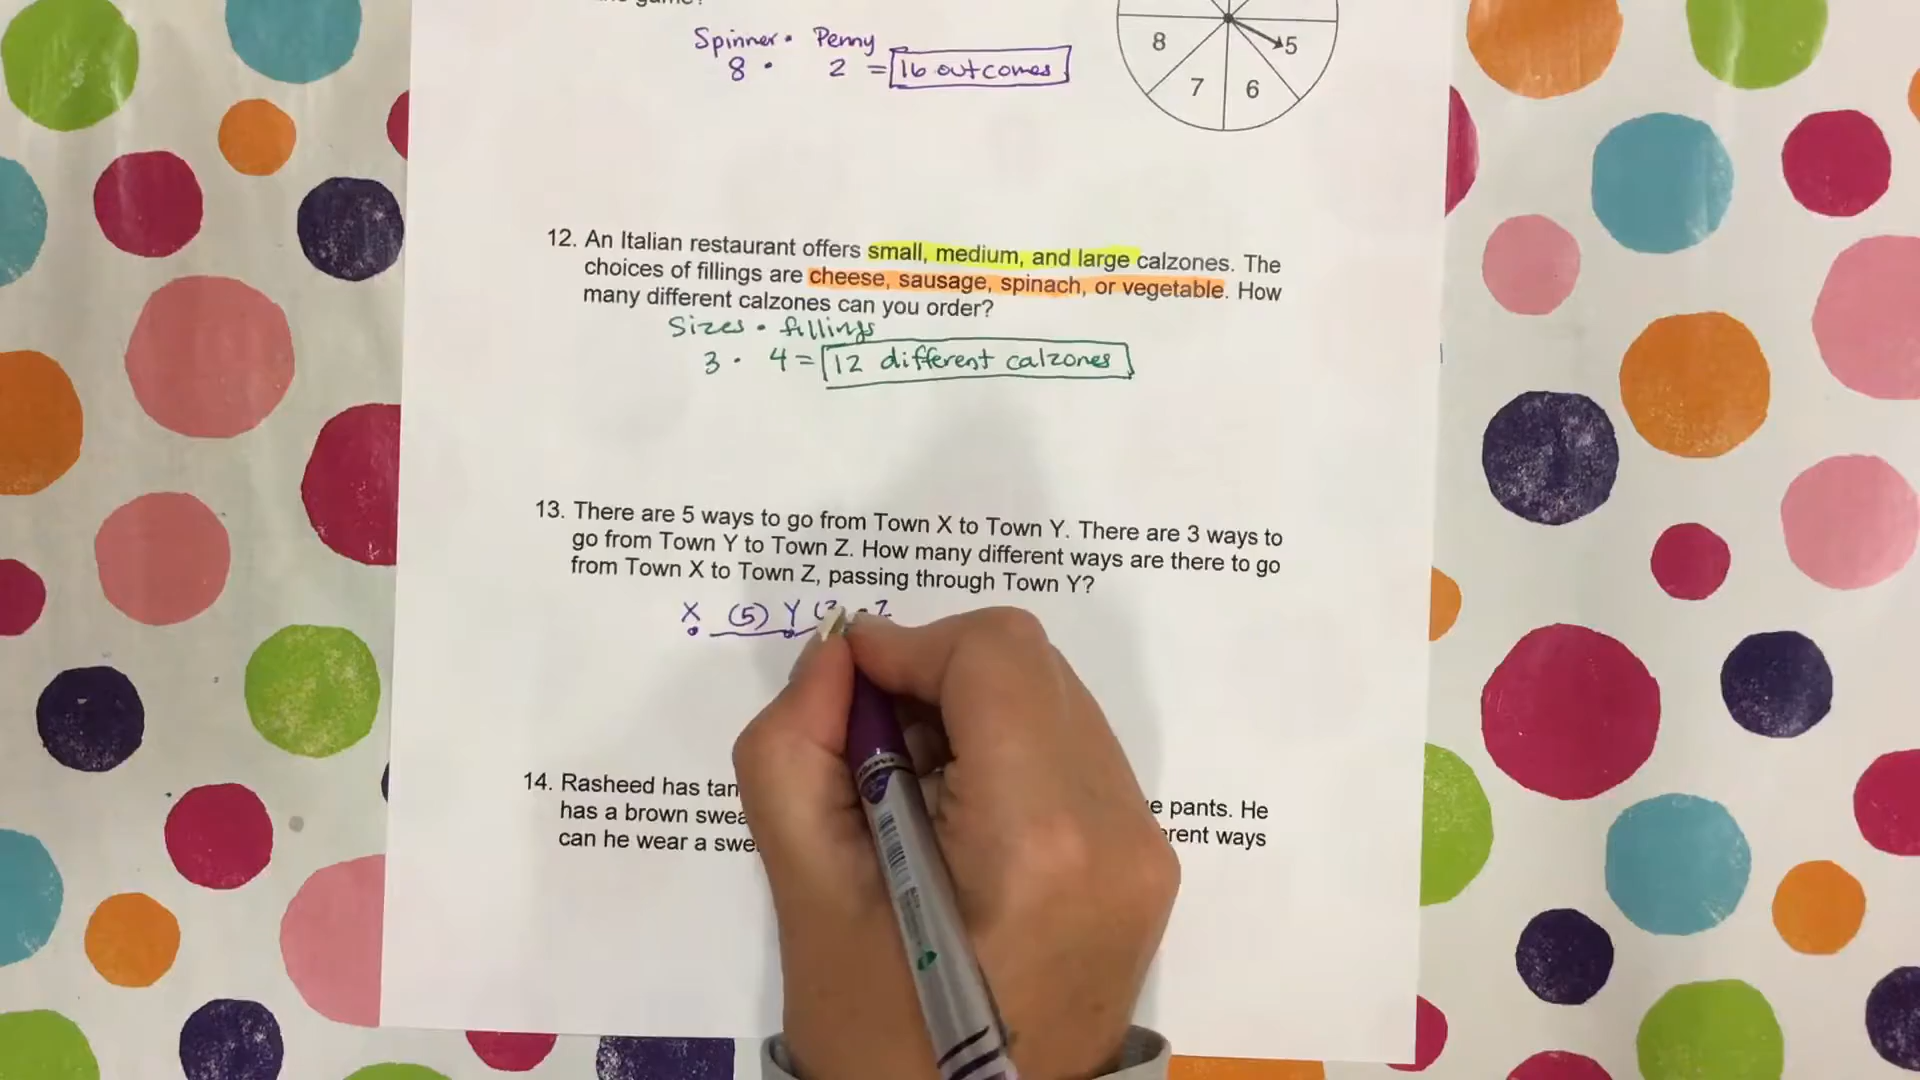 game?
Spinner • Penny
8 • 2 = 16 outcomes
8
5
7
6
12. An Italian restaurant offers small, medium, and large calzones. The
choices of fillings are cheese, sausage, spinach, or vegetable. How
many different calzones can you order?
Sizes • fillings
3 • 4 = 12 different calzones
13. There are 5 ways to go from Town X to Town Y. There are 3 ways to
go from Town Y to Town Z. How many different ways are there to go
from Town X to Town Z, passing through Town Y?
X (5) Y (3 Z
14. Rasheed has tan pants. He
has a brown ways
can he wear a